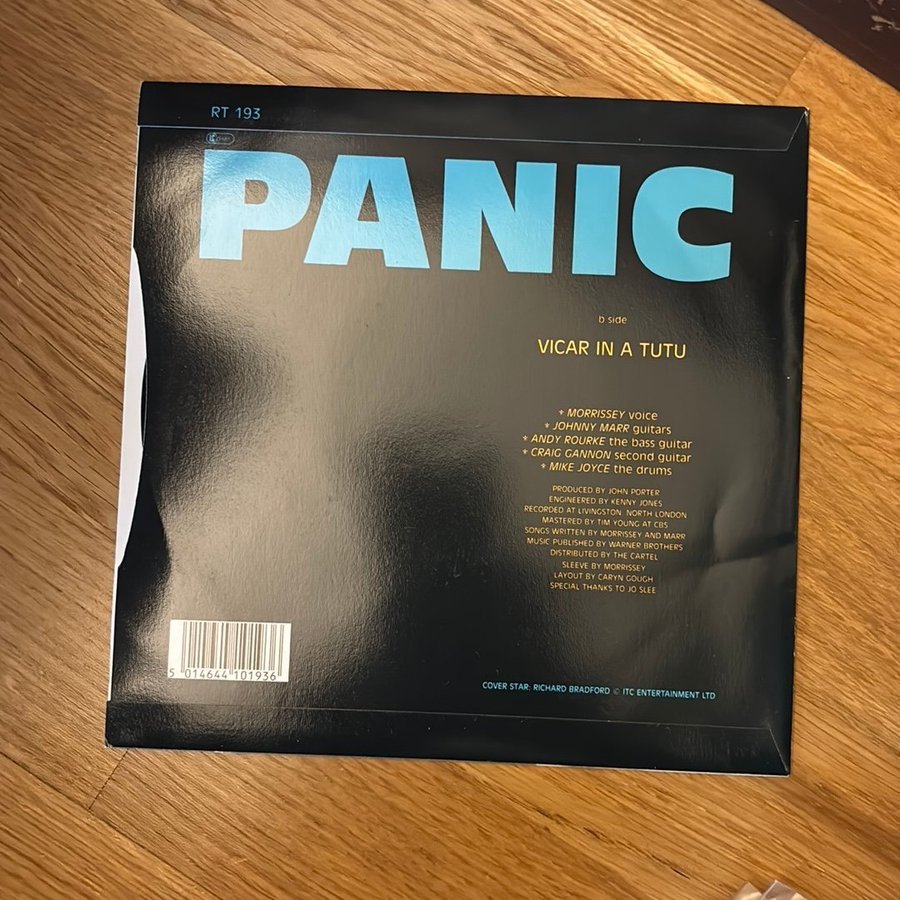 RT 193
PANIC
b side
VICAR IN A TUTU
* MORRISSEY voice
* JOHNNY MARR guitars
* ANDY ROURKE the bass guitar
* CRAIG GANNON second guitar
* MIKE JOYCE the drums
PRODUCED BY JOHN PORTER
ENGINEERED BY KENNY JONES
RECORDED AT LIVINGSTON. NORTH LONDON
MASTERED BY TIM YOUNG AT CBS
SONGS WRITTEN BY MORRISSEY AND MARR
MUSIC PUBLISHED BY WARNER BROTHERS
DISTRIBUTED BY THE CARTEL
SLEEVE BY MORRISSEY
LAYOUT BY CARYN GOUGH
SPECIAL THANKS TO JO SLEE
5 014644 101936
COVER STAR: RICHARD BRADFORD © ITC ENTERTAINMENT LTD